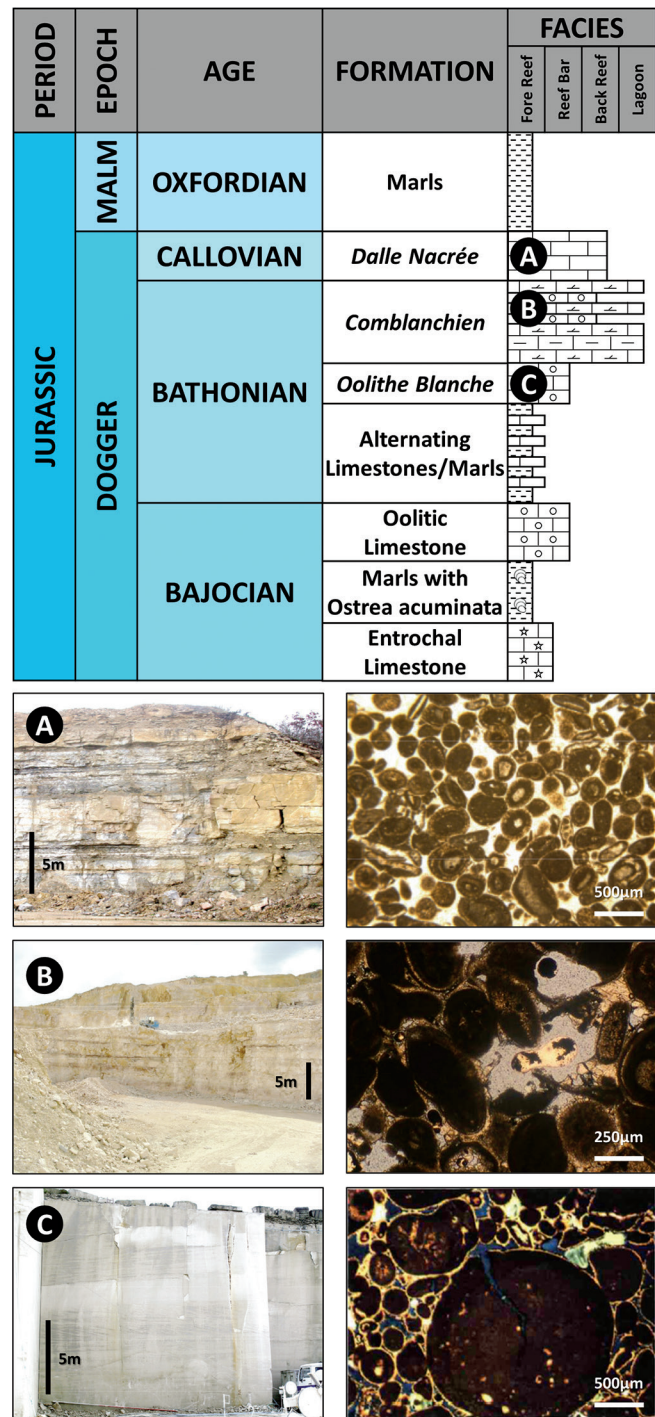 PERIOD
EPOCH
AGE
FORMATION
FACIES
Fore Reef
Reef Bar
Back Reef
Lagoon
JURASSIC
MALM
OXFORDIAN
Marls
DOGGER
CALLOVIAN
Dalle Nacrée
A
BATHONIAN
Comblanchien
B
Oolithe Blanche
C
Alternating
Limestones/Marls
BAJOCIAN
Oolitic
Limestone
Marls with
Ostrea acuminata
Entrochal
Limestone
A
5m
500µm
B
5m
250µm
C
5m
500µm